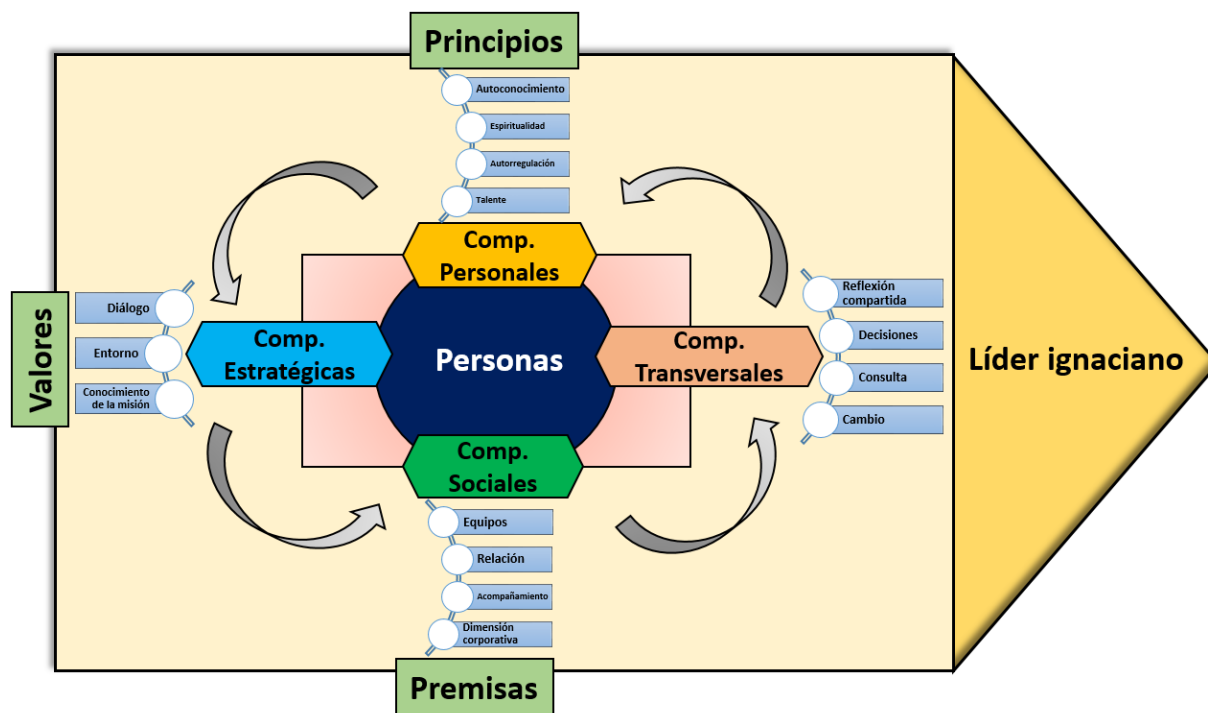 Principios
Autoconocimiento
Espiritualidad
Autorregulación
Talente
Comp.
Personales
Valores
Diálogo
Entorno
Conocimiento
de la misión
Comp.
Estratégicas
Personas
Comp.
Transversales
Reflexión
compartida
Decisiones
Consulta
Cambio
Líder ignaciano
Comp.
Sociales
Equipos
Relación
Acompañamiento
Dimensión
corporativa
Premisas